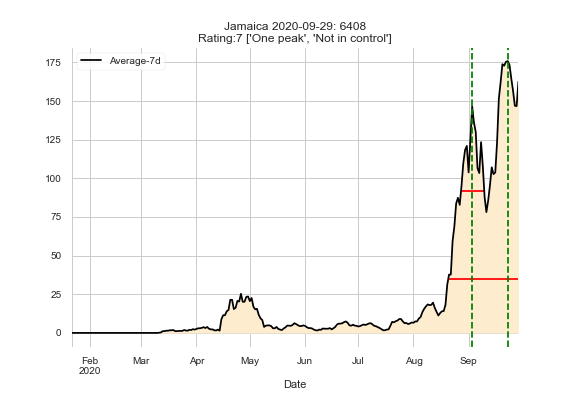 Jamaica 2020-09-29: 6408
Rating:7 ['One peak', 'Not in control']
Average-7d
175
150
125
100
75
50
25
0
Feb Mar Apr May Jun Jul Aug Sep
2020
Date